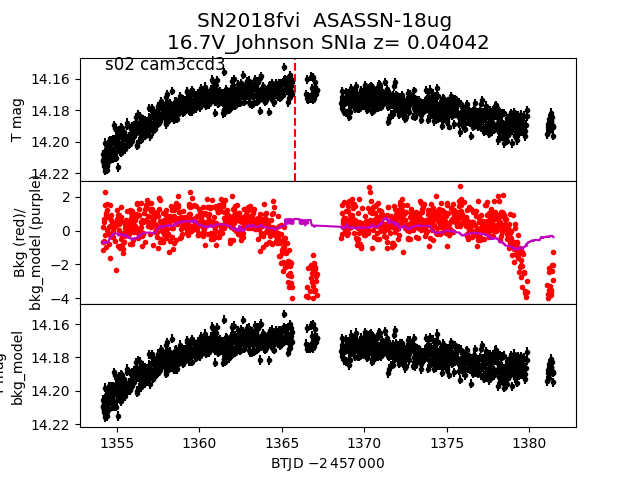 SN2018fvi ASASSN-18ug
16.7V_Johnson SNIa z= 0.04042
s02 cam3ccd3
T mag
14.16
14.18
14.20
14.22
Bkg (red)/
bkg_model (purple)
2
0
−2
−4
bkg_model
14.16
14.18
14.20
14.22
1355 1360 1365 1370 1375 1380
BTJD −2 457 000